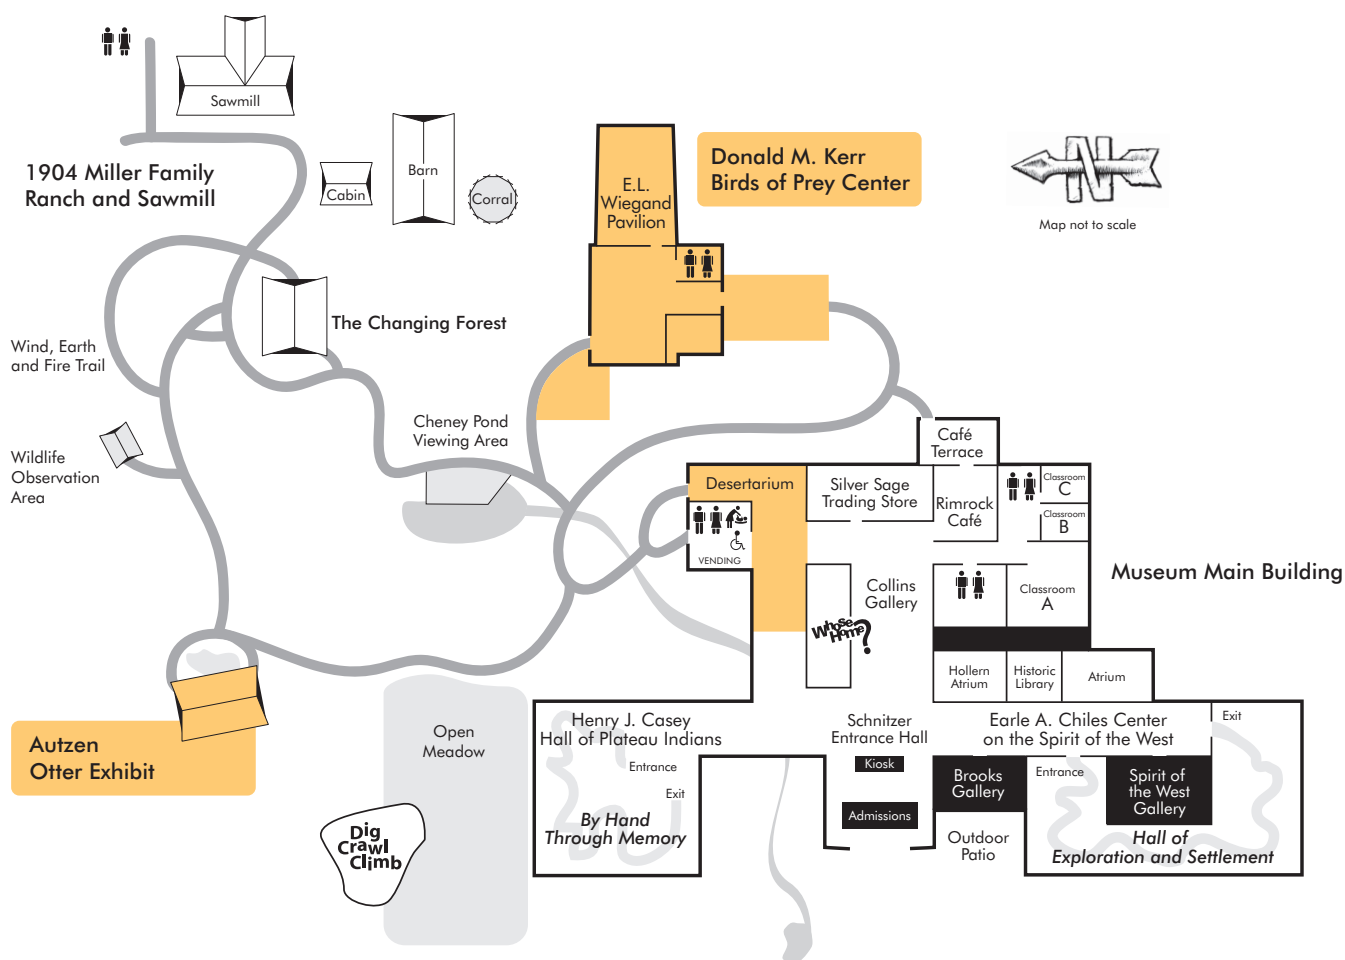 Sawmill
1904 Miller Family
Ranch and Sawmill
Cabin
Barn
Corral
E.L.
Wiegand
Pavilion
Donald M. Kerr
Birds of Prey Center
N
Map not to scale
The Changing Forest
Wind, Earth
and Fire Trail
Cheney Pond
Viewing Area
Wildlife
Observation
Area
Café
Terrace
Desertarium
Silver Sage
Trading Store
Rimrock
Café
Classroom
C
Classroom
B
VENDING
Museum Main Building
Collins
Gallery
Classroom
A
Whose
Home?
Hollern
Atrium
Historic
Library
Atrium
Henry J. Casey
Hall of Plateau Indians
Schnitzer
Entrance Hall
Earle A. Chiles Center
on the Spirit of the West
Exit
Autzen
Otter Exhibit
Open
Meadow
Entrance
Exit
By Hand
Through Memory
Kiosk
Admissions
Brooks
Gallery
Entrance
Spirit of
the West
Gallery
Outdoor
Patio
Hall of
Exploration and Settlement
Dig
Crawl
Climb